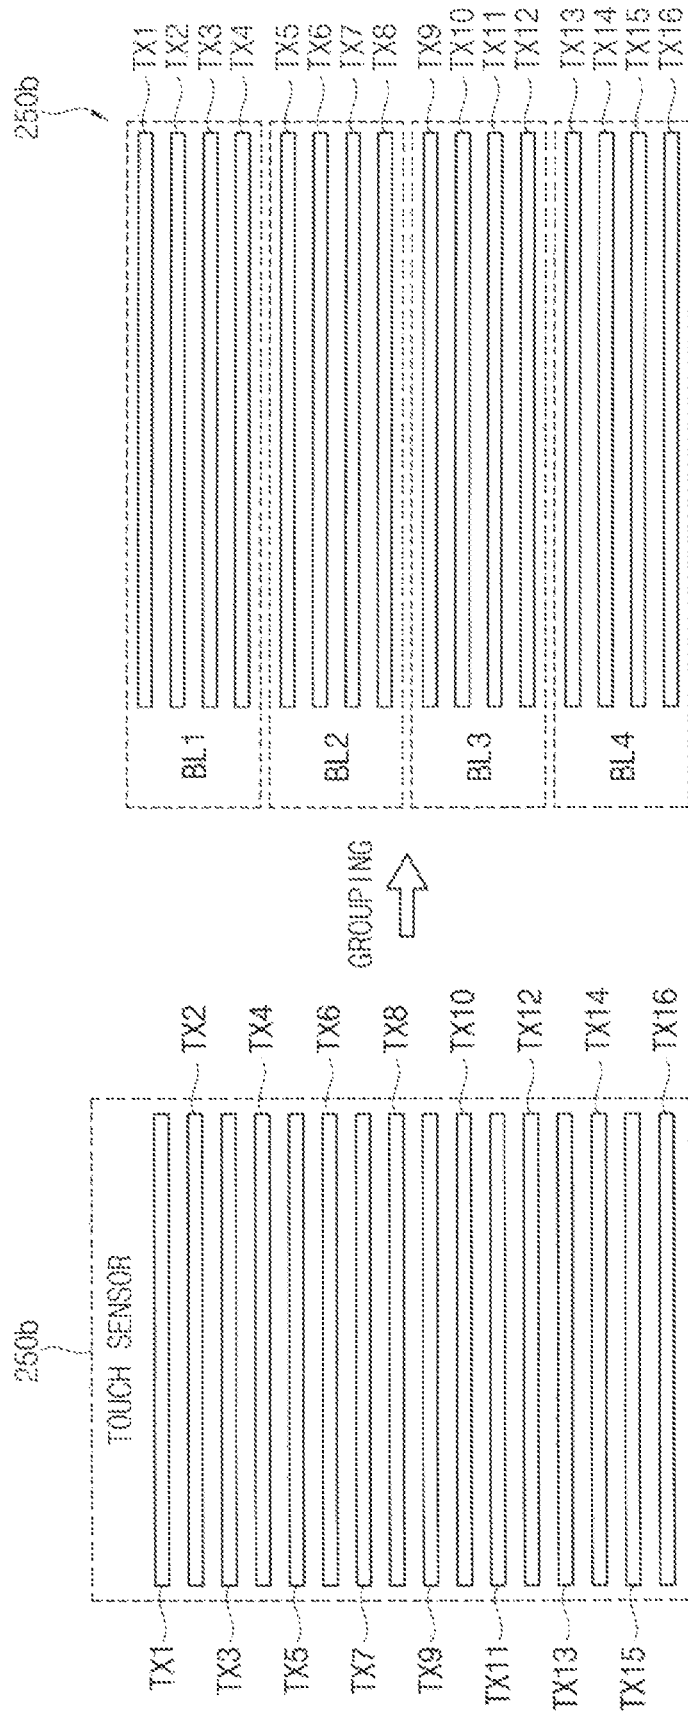 250b
TOUCH SENSOR
TX1
TX2
TX3
TX4
TX5
TX6
TX7
TX8
TX9
TX10
TX11
TX12
TX13
TX14
TX15
TX16
GROUPING
250b
BL1
TX1
TX2
TX3
TX4
BL2
TX5
TX6
TX7
TX8
BL3
TX9
TX10
TX11
TX12
BL4
TX13
TX14
TX15
TX16